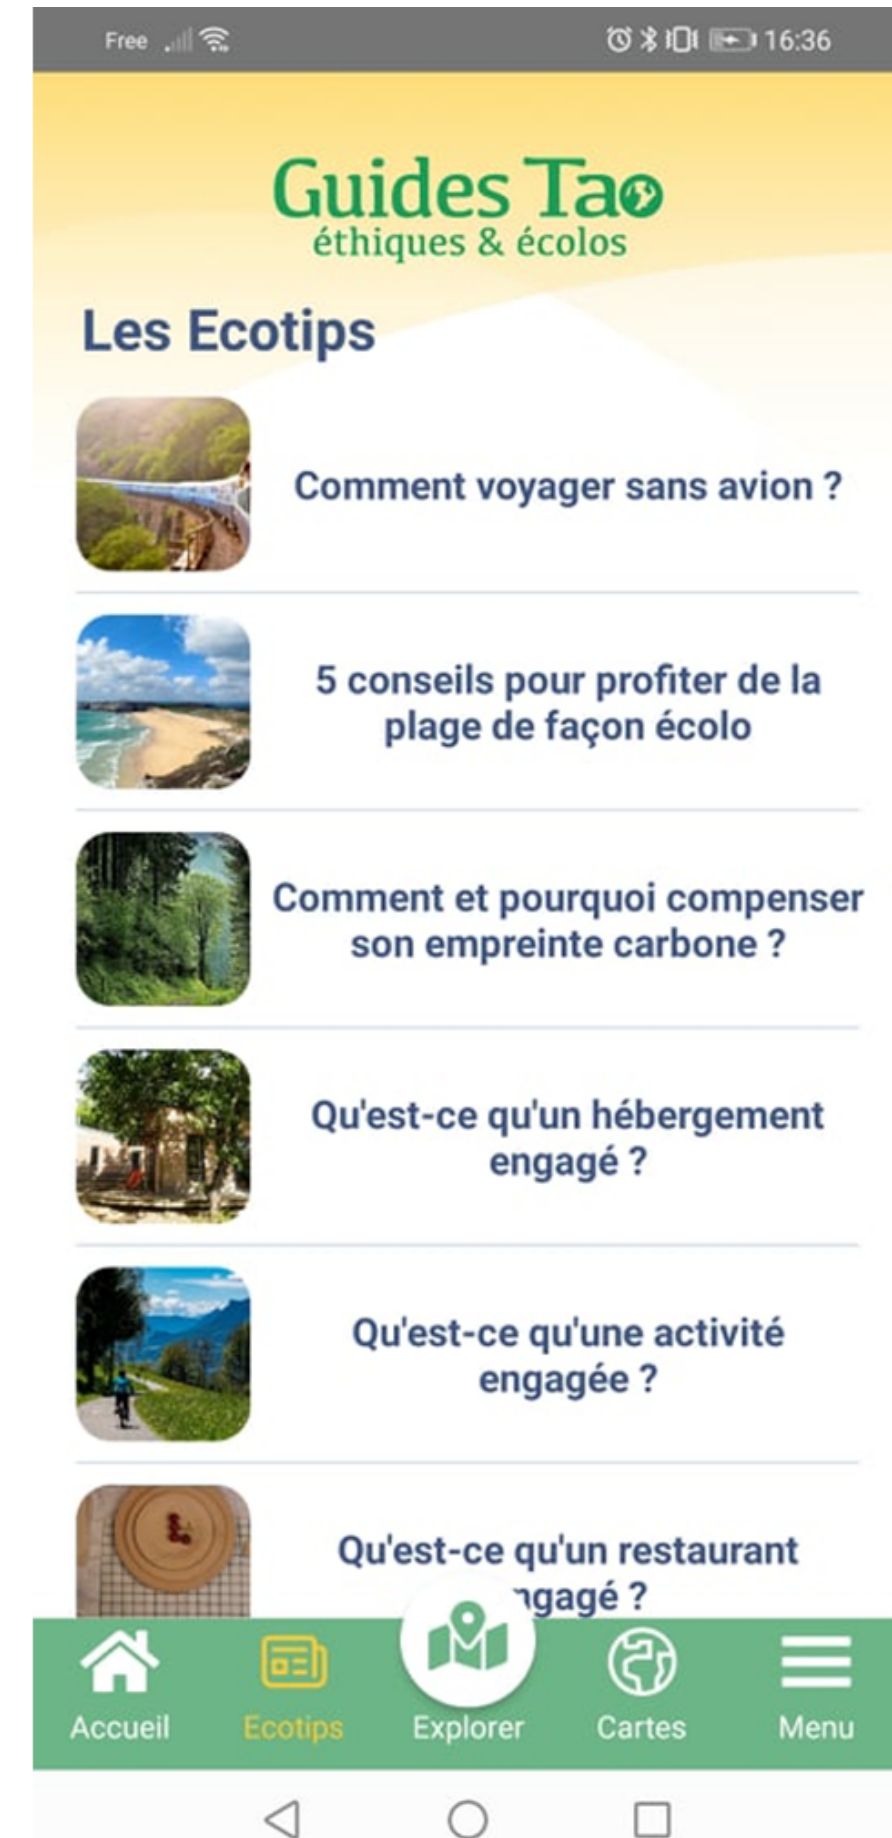 Free 16:36
Guides Tao
éthiques & écolos
Les Ecotips
Comment voyager sans avion ?
5 conseils pour profiter de la
plage de façon écolo
Comment et pourquoi compenser
son empreinte carbone ?
Qu'est-ce qu'un hébergement
engagé ?
Qu'est-ce qu'une activité
engagée ?
Qu'est-ce qu'un restaurant
ngagé ?
Accueil Ecotips Explorer Cartes Menu